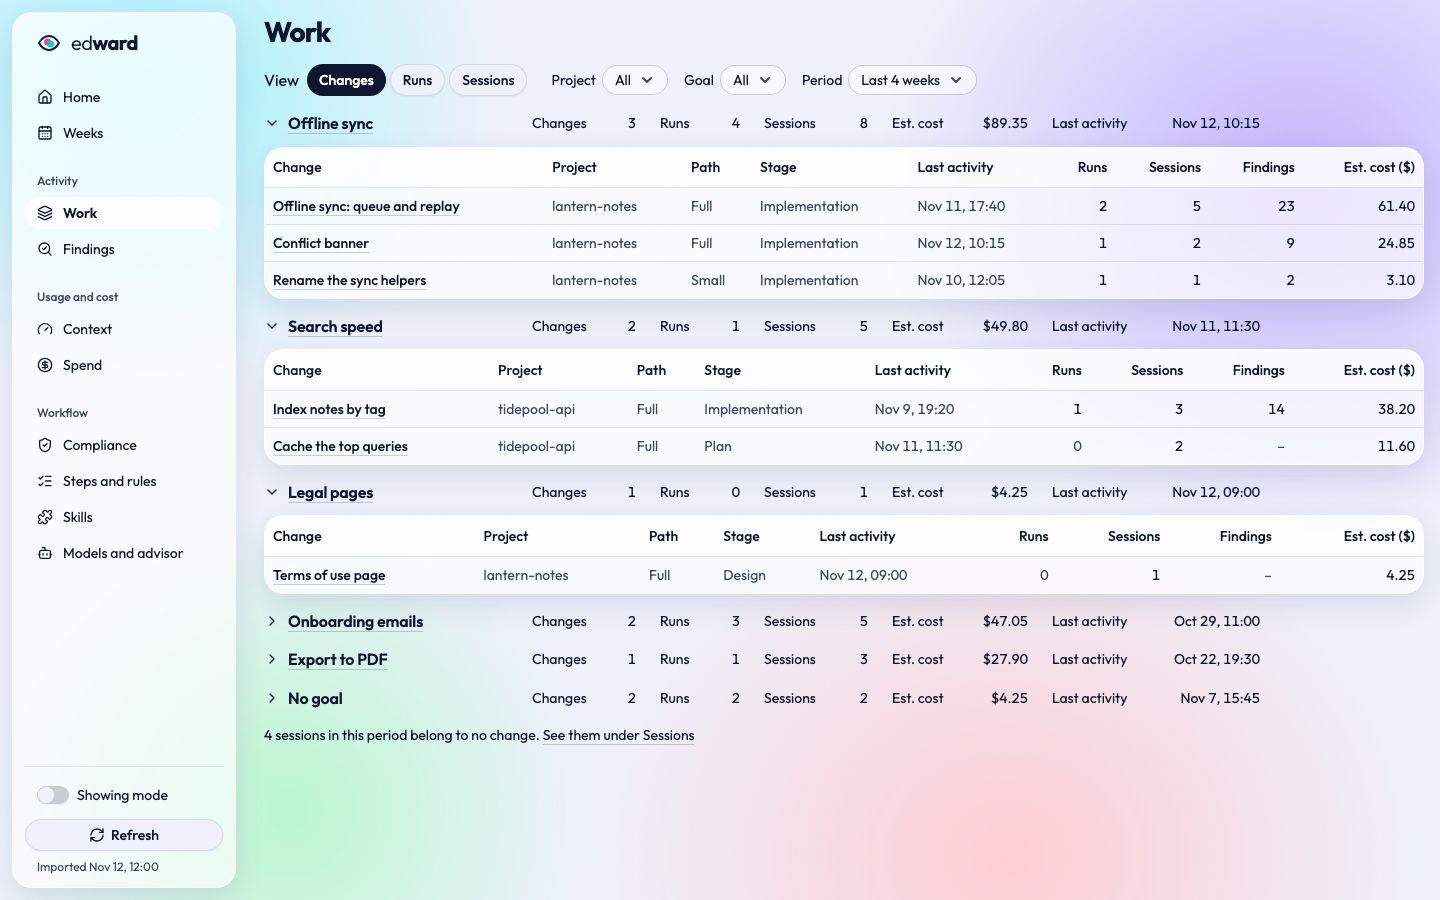 edward
Home
Weeks
Activity
Work
Findings
Usage and cost
Context
Spend
Workflow
Compliance
Steps and rules
Skills
Models and advisor
Showing mode
Refresh
Imported Nov 12, 12:00
Work
View Changes Runs Sessions Project All Goal All Period Last 4 weeks
Offline sync Changes 3 Runs 4 Sessions 8 Est. cost $89.35 Last activity Nov 12, 10:15
Change Project Path Stage Last activity Runs Sessions Findings Est. cost ($)
Offline sync: queue and replay lantern-notes Full Implementation Nov 11, 17:40 2 5 23 61.40
Conflict banner lantern-notes Full Implementation Nov 12, 10:15 1 2 9 24.85
Rename the sync helpers lantern-notes Small Implementation Nov 10, 12:05 1 1 2 3.10
Search speed Changes 2 Runs 1 Sessions 5 Est. cost $49.80 Last activity Nov 11, 11:30
Change Project Path Stage Last activity Runs Sessions Findings Est. cost ($)
Index notes by tag tidepool-api Full Implementation Nov 9, 19:20 1 3 14 38.20
Cache the top queries tidepool-api Full Plan Nov 11, 11:30 0 2 – 11.60
Legal pages Changes 1 Runs 0 Sessions 1 Est. cost $4.25 Last activity Nov 12, 09:00
Change Project Path Stage Last activity Runs Sessions Findings Est. cost ($)
Terms of use page lantern-notes Full Design Nov 12, 09:00 0 1 – 4.25
Onboarding emails Changes 2 Runs 3 Sessions 5 Est. cost $47.05 Last activity Oct 29, 11:00
Export to PDF Changes 1 Runs 1 Sessions 3 Est. cost $27.90 Last activity Oct 22, 19:30
No goal Changes 2 Runs 2 Sessions 2 Est. cost $4.25 Last activity Nov 7, 15:45
4 sessions in this period belong to no change. See them under Sessions